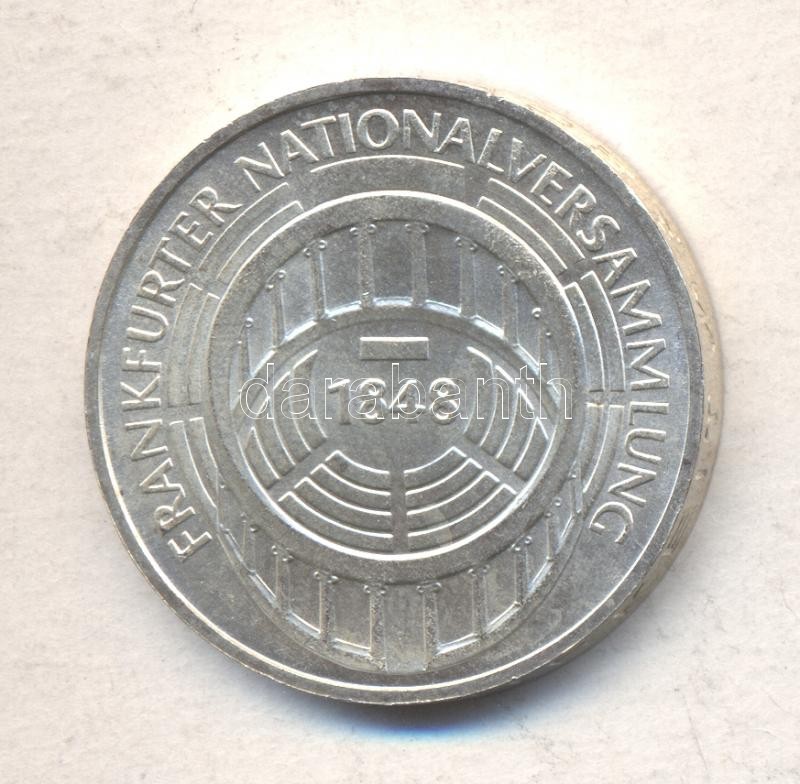 FRANKFURTER NATIONALVERSAMMLUNG
1848
darabanth